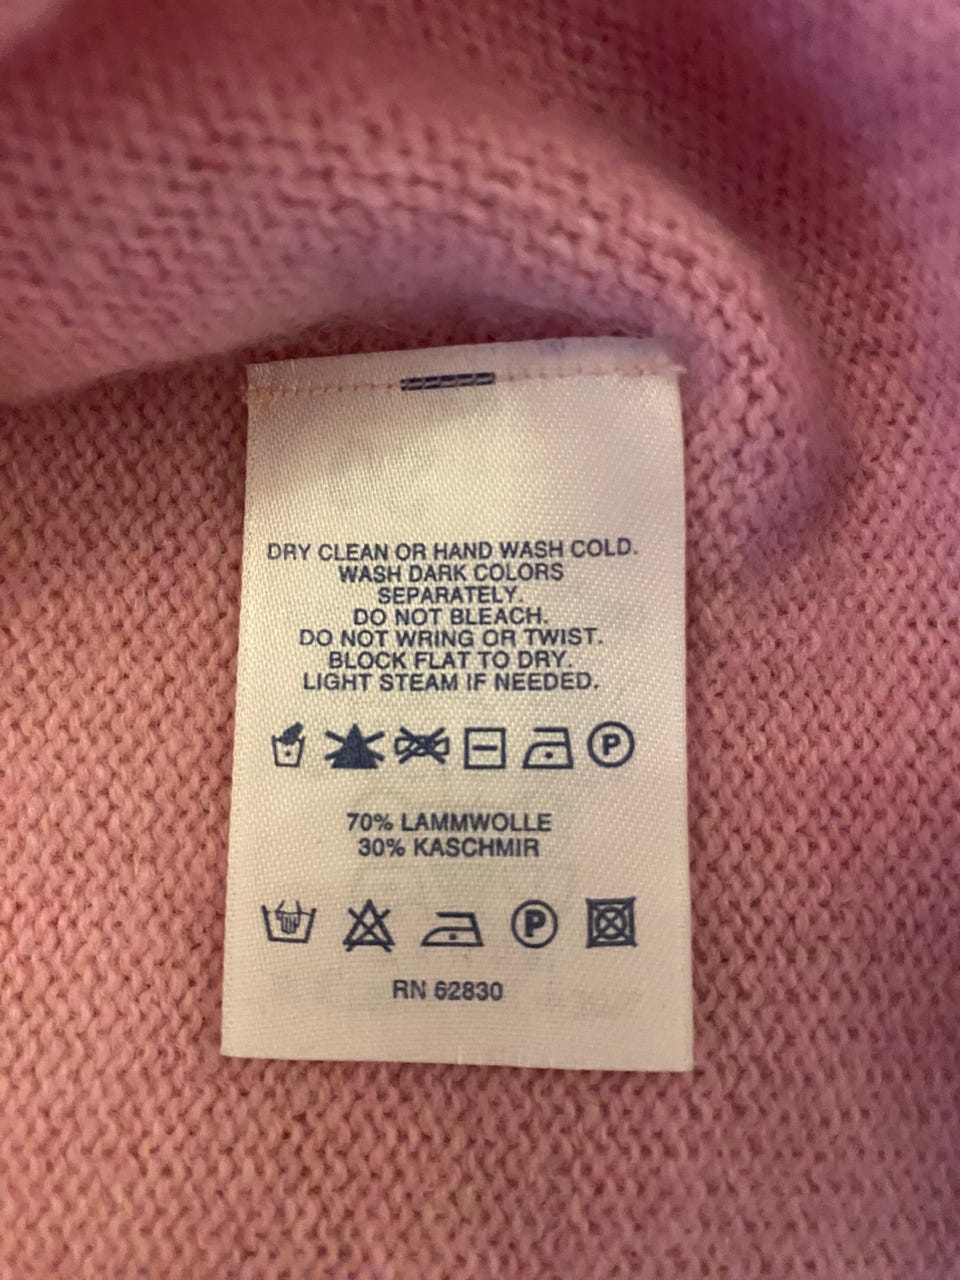 DRY CLEAN OR HAND WASH COLD.
WASH DARK COLORS
SEPARATELY.
DO NOT BLEACH.
DO NOT WRING OR TWIST.
BLOCK FLAT TO DRY.
LIGHT STEAM IF NEEDED.
P
70% LAMMWOLLE
30% KASCHMIR
P
RN 62830